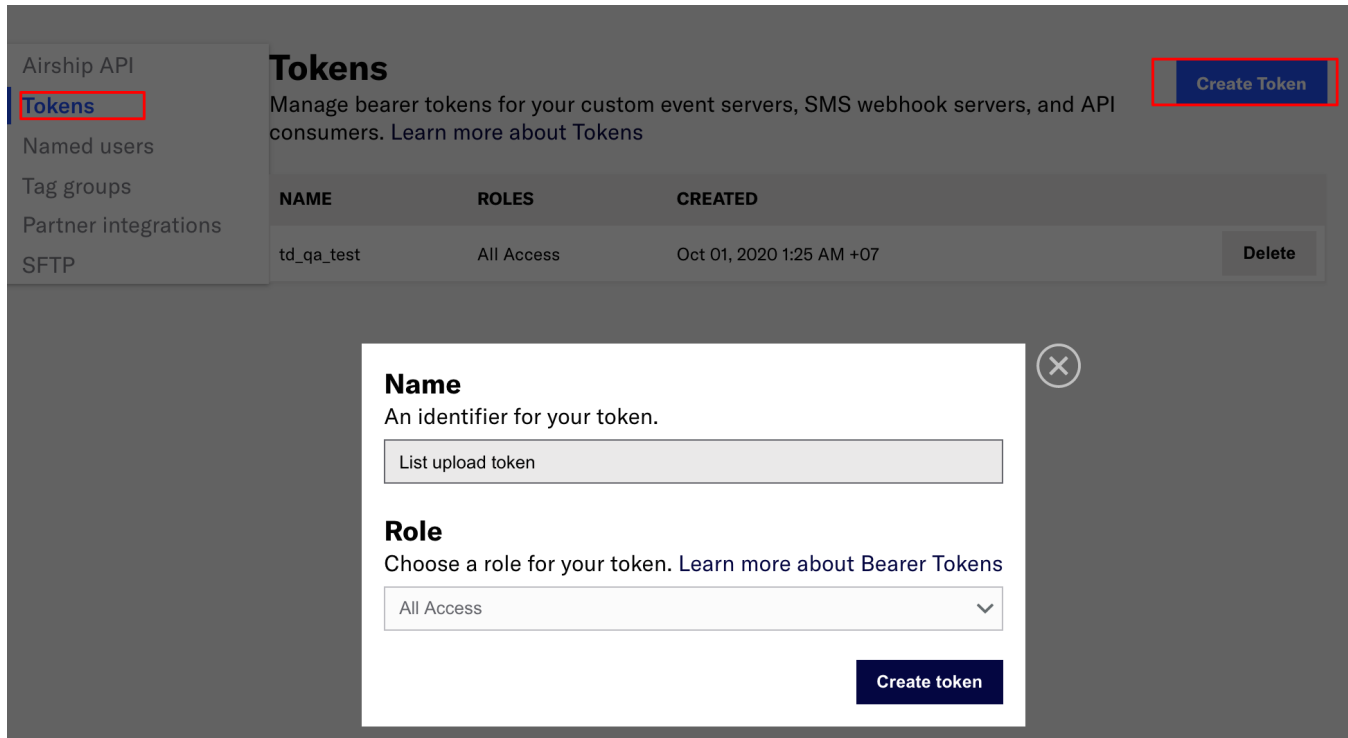 Airship API
Tokens
Named users
Tag groups
Partner integrations
SFTP
Tokens
Manage bearer tokens for your custom event servers, SMS webhook servers, and API
consumers. Learn more about Tokens
Create Token
NAME ROLES CREATED
td_qa_test All Access Oct 01, 2020 1:25 AM +07 Delete
Name
An identifier for your token.
List upload token
Role
Choose a role for your token. Learn more about Bearer Tokens
All Access
Create token